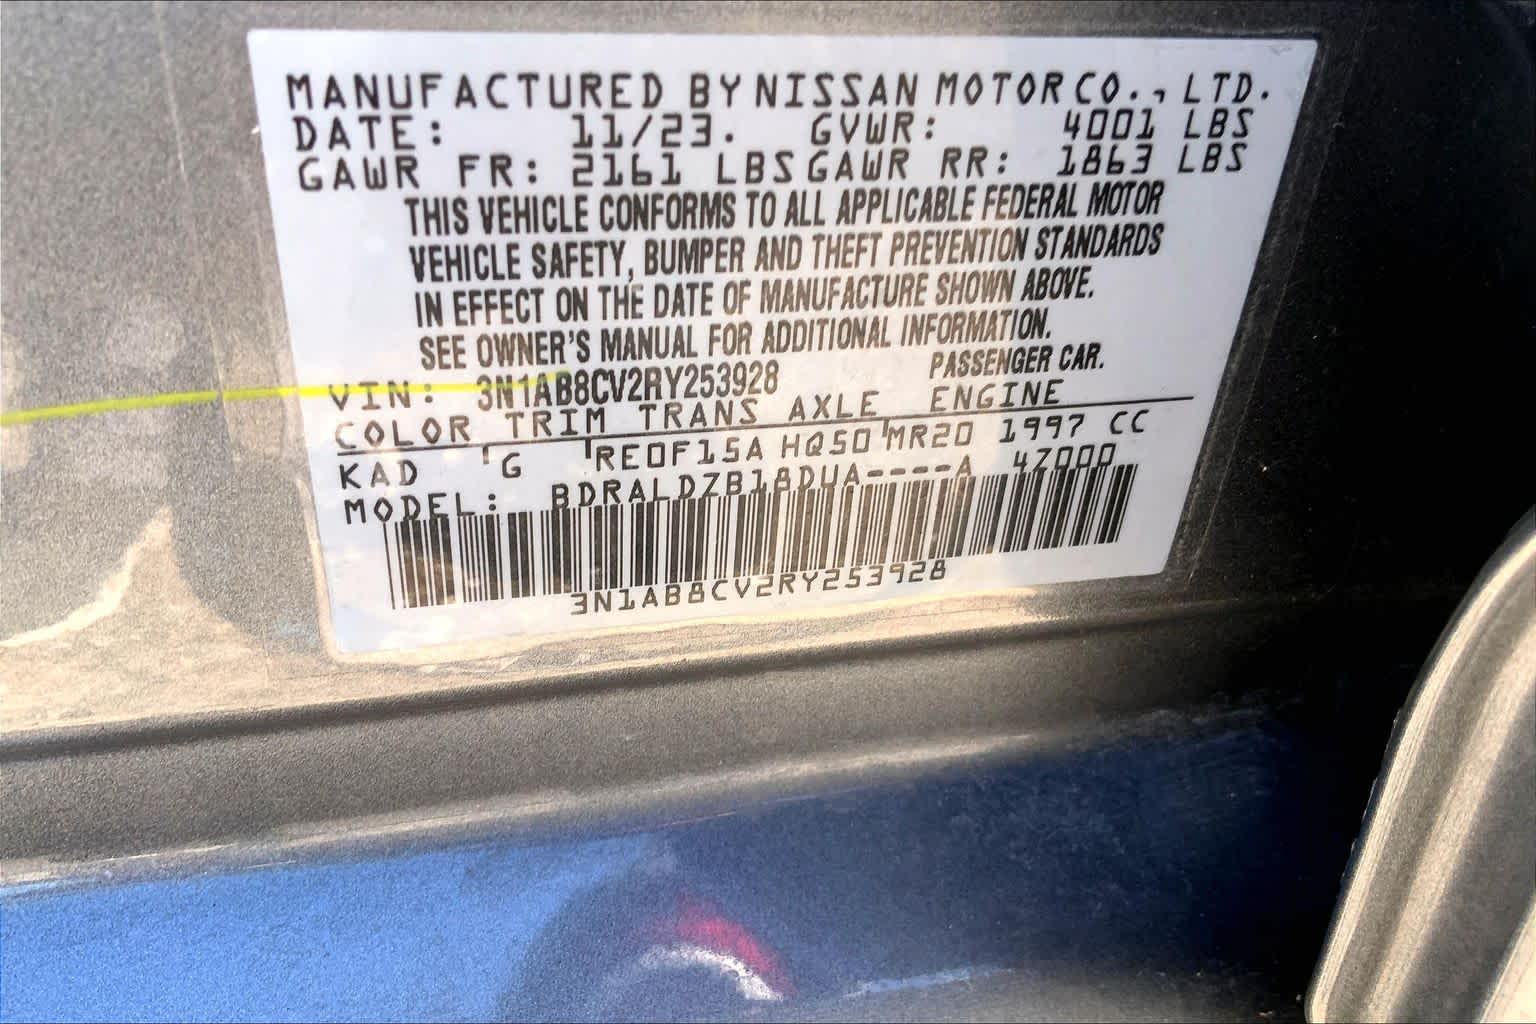 MANUFACTURED BY NISSAN MOTOR CO., LTD.
DATE: 11/23. GVWR: 4001 LBS
GAWR FR: 2161 LBS GAWR RR: 1863 LBS
THIS VEHICLE CONFORMS TO ALL APPLICABLE FEDERAL MOTOR
VEHICLE SAFETY, BUMPER AND THEFT PREVENTION STANDARDS
IN EFFECT ON THE DATE OF MANUFACTURE SHOWN ABOVE.
SEE OWNER'S MANUAL FOR ADDITIONAL INFORMATION.
VIN: 3N1AB8CV2RY253928 PASSENGER CAR.
COLOR TRIM TRANS AXLE ENGINE
KAD G RE0F15A HQ50 MR20 1997 CC
MODEL: BDRALDZB18DUA----A 4Z000
3N1AB8CV2RY253928